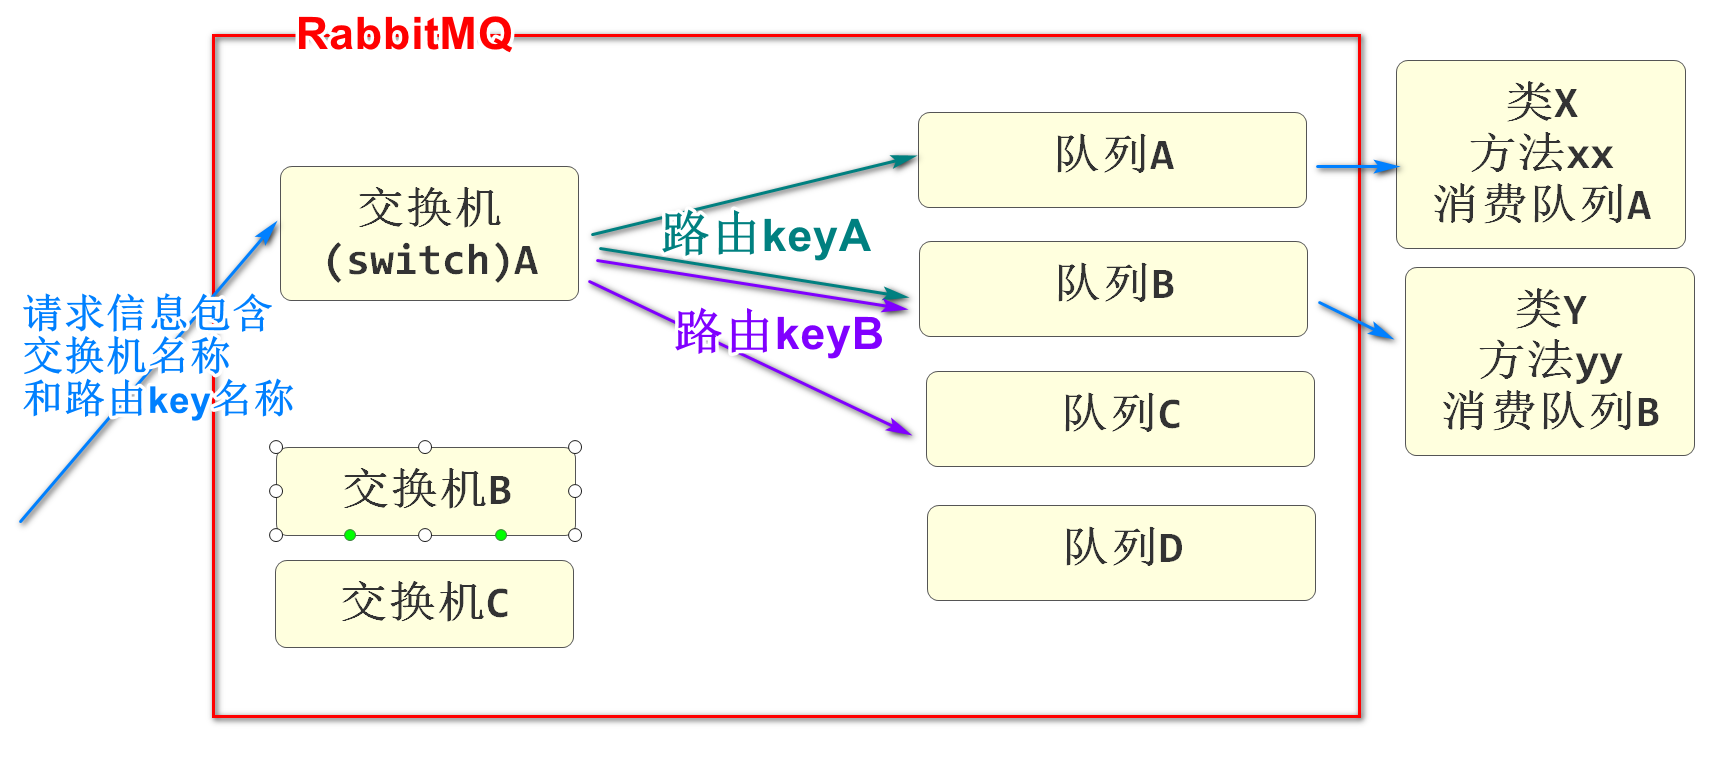 RabbitMQ
请求信息包含
交换机名称
和路由key名称
交换机
(switch)A
交换机B
交换机C
路由keyA
路由keyB
队列A
队列B
队列C
队列D
类X
方法xx
消费队列A
类Y
方法yy
消费队列B